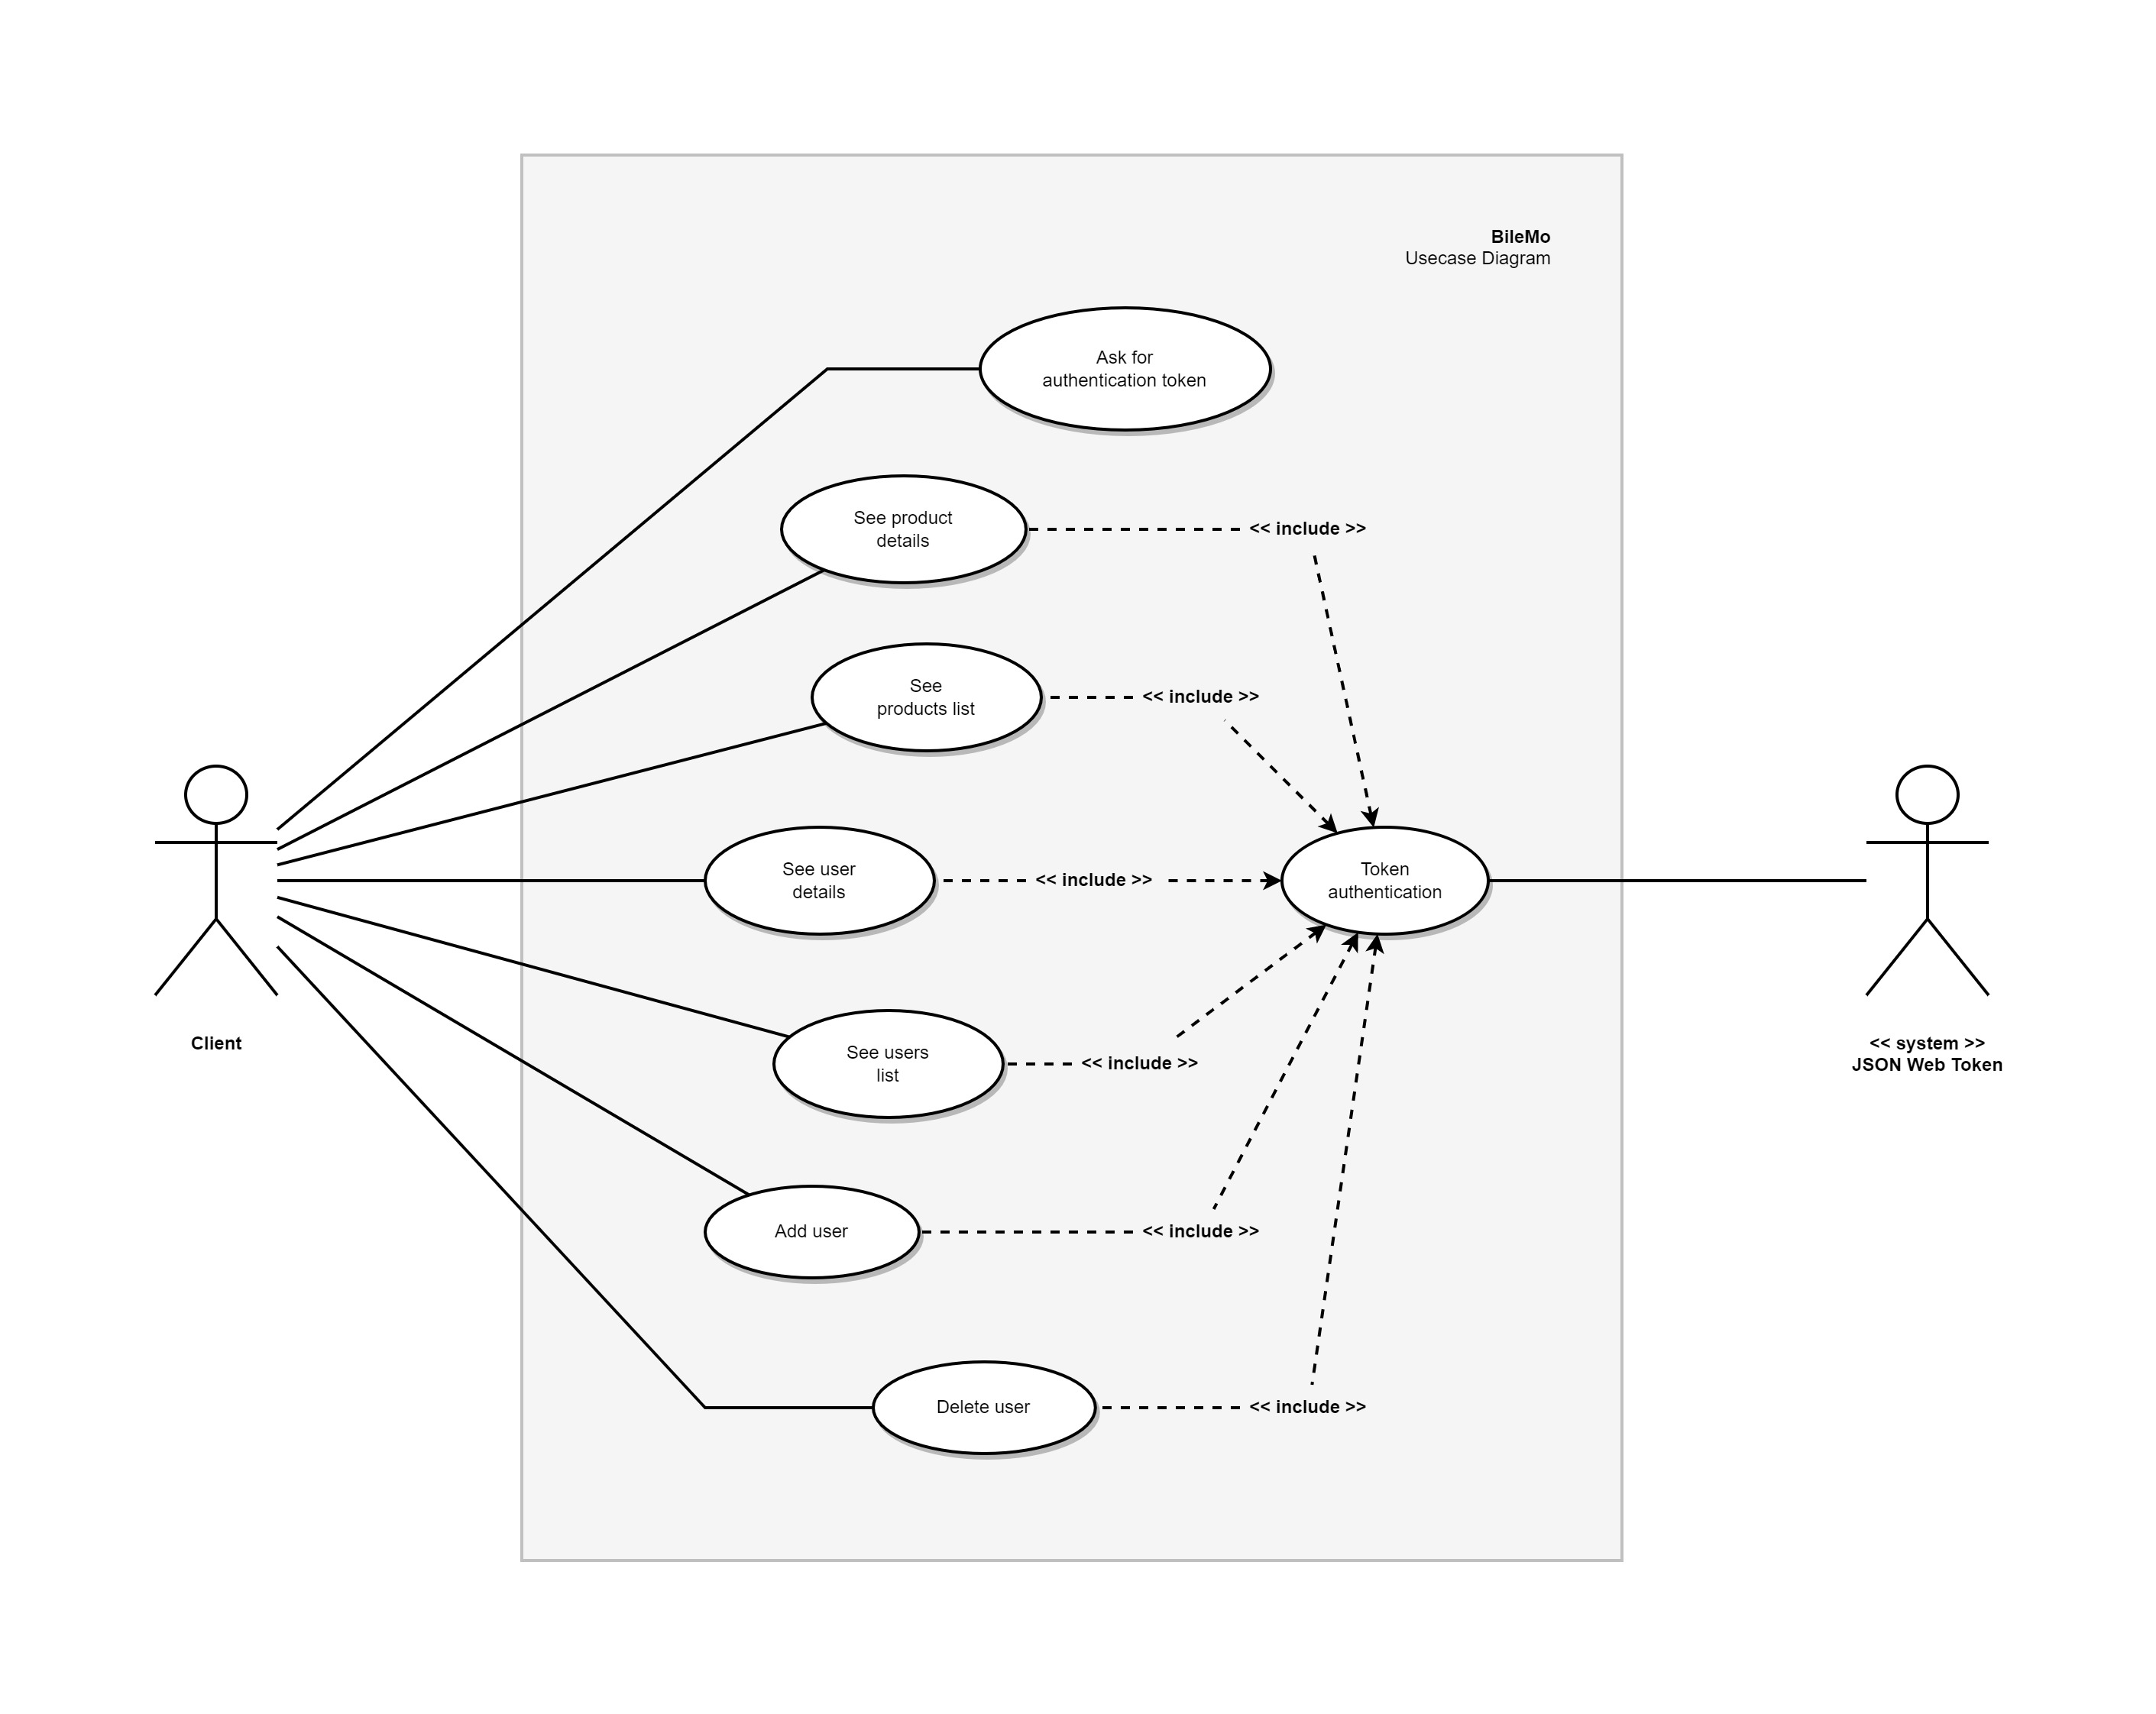 BileMo
Usecase Diagram
Ask for
authentication token
See product
details
<< include >>
See
products list
<< include >>
See user
details
<< include >>
Token
authentication
Client
<< system >>
JSON Web Token
See users
list
<< include >>
Add user
<< include >>
Delete user
<< include >>